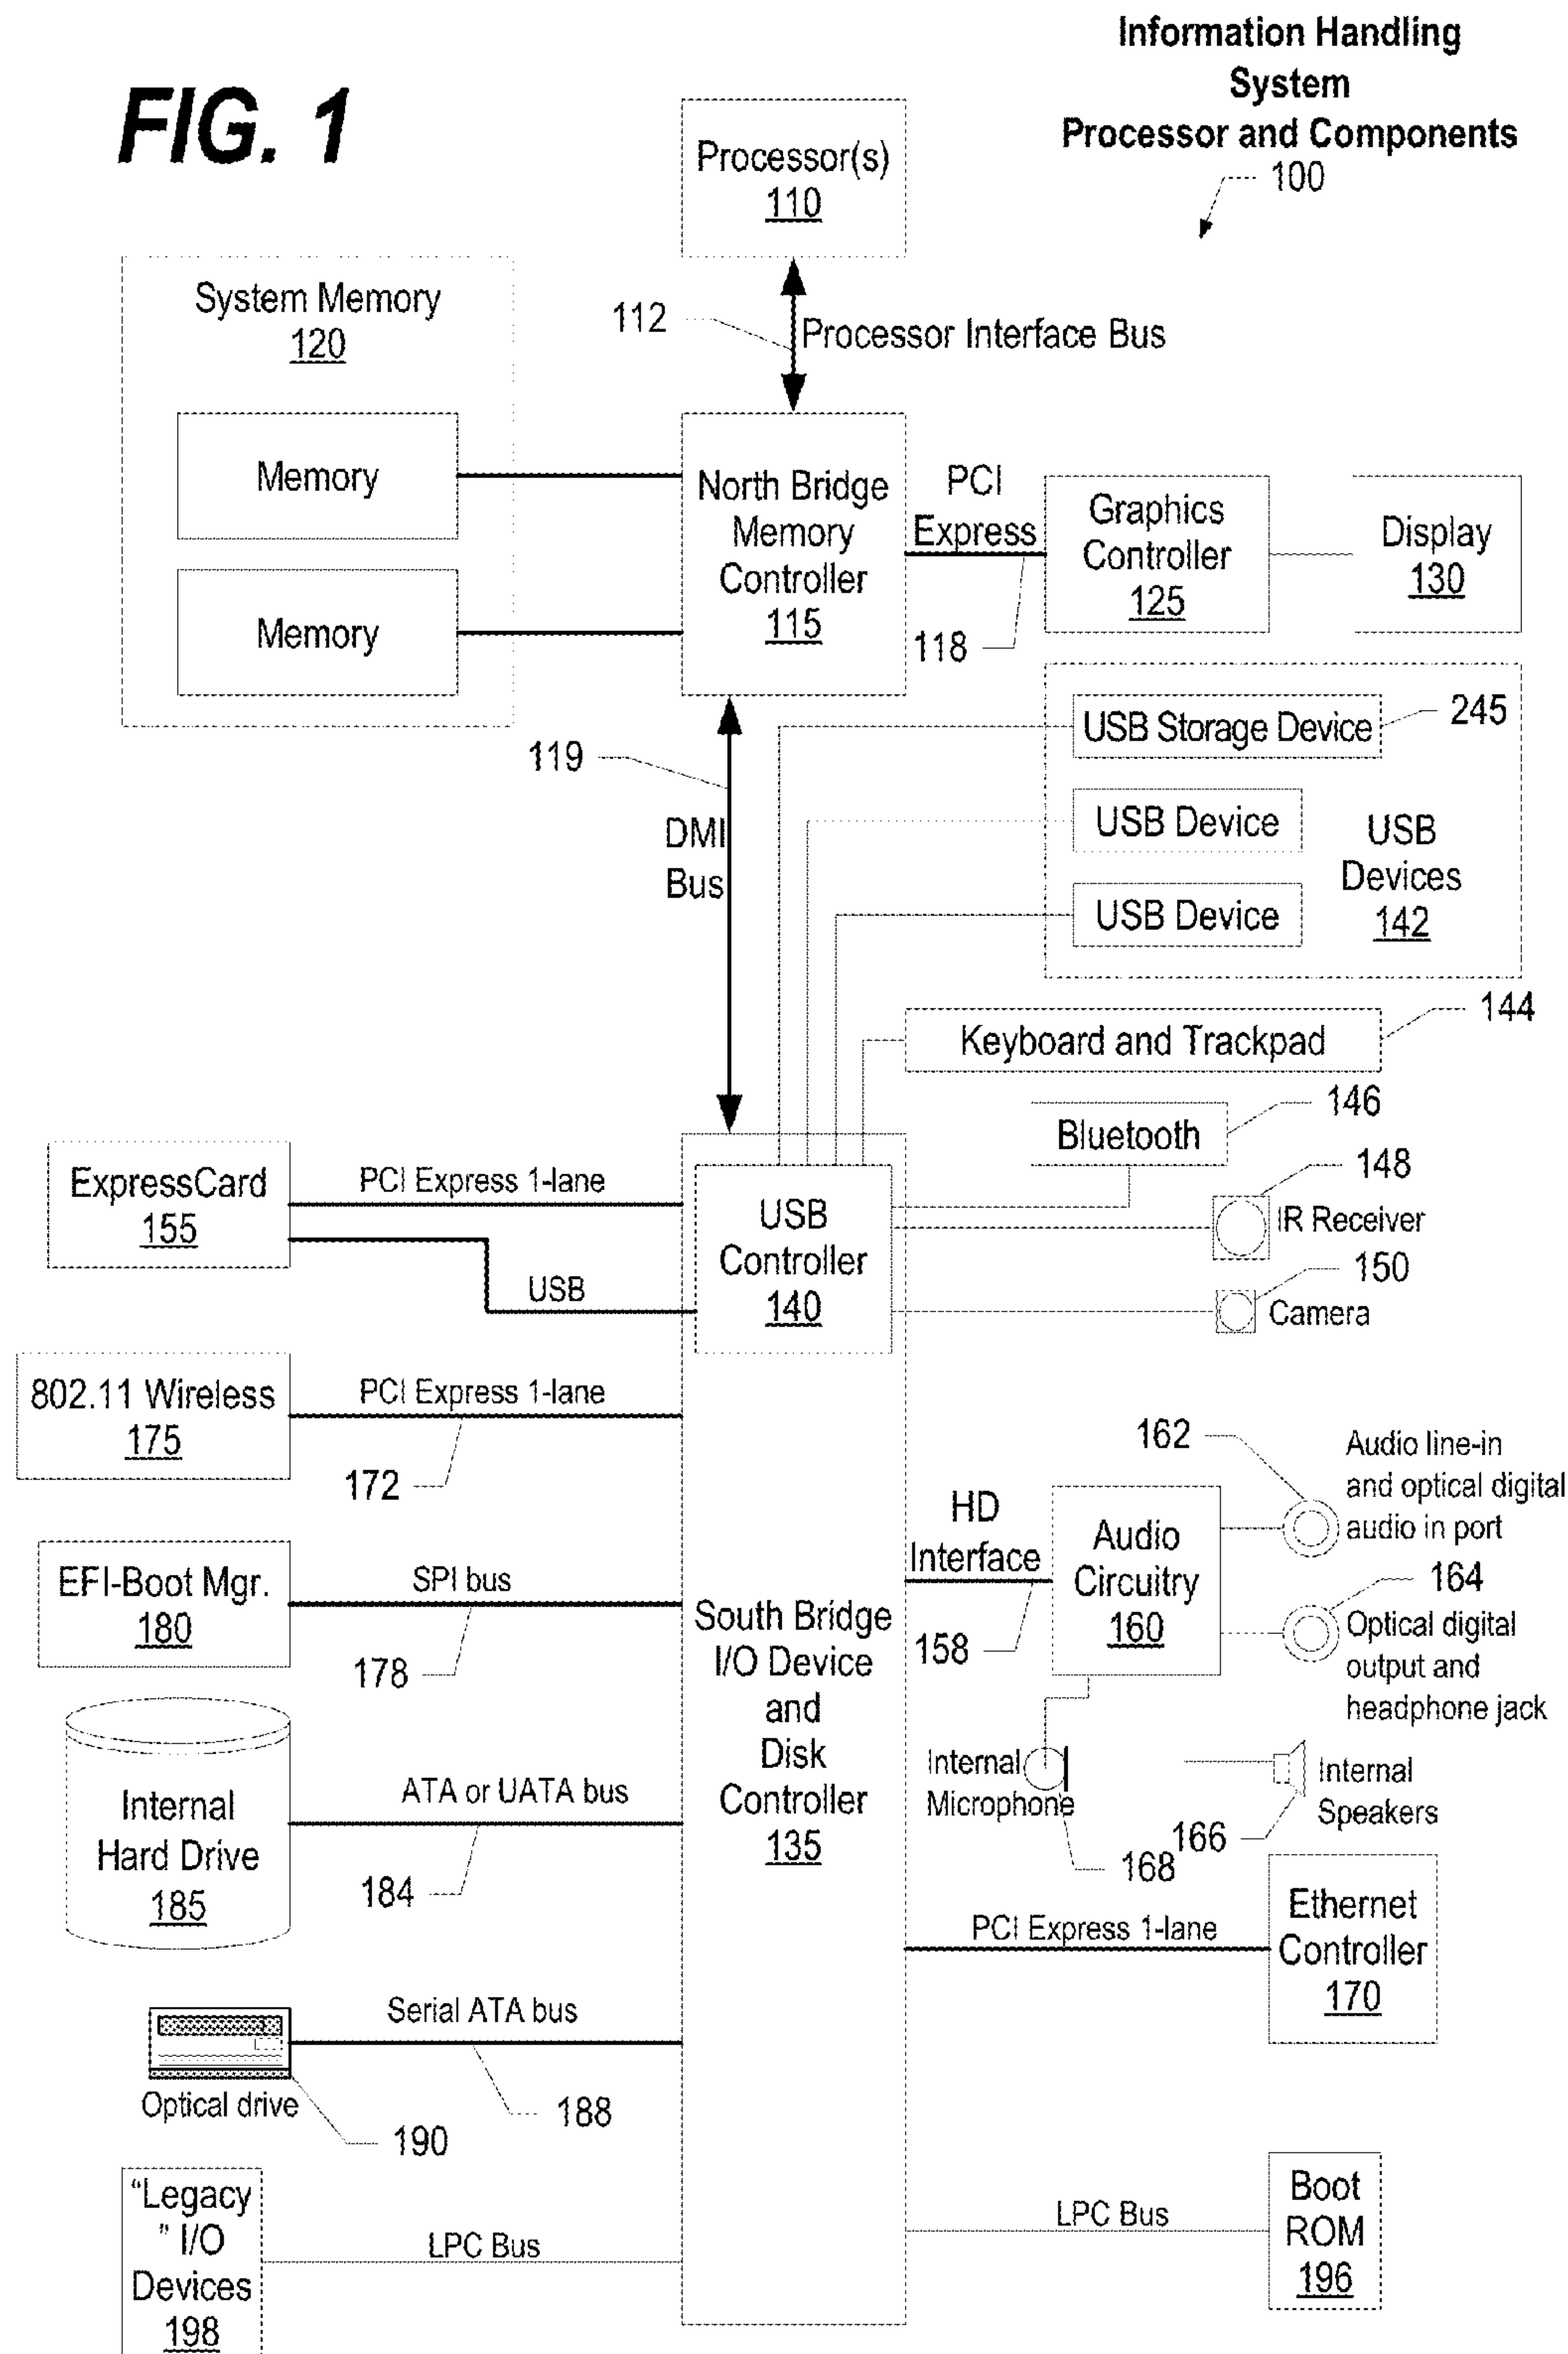 FIG. 1
Information Handling
System
Processor and Components
100
Processor(s)
110
System Memory
120
112
Processor Interface Bus
Memory
Memory
North Bridge
Memory
Controller
115
PCI
Express
118
Graphics
Controller
125
Display
130
119
DMI
Bus
USB Storage Device
245
USB Device
USB Device
USB
Devices
142
Keyboard and Trackpad
144
Bluetooth
146
148
IR Receiver
150
Camera
ExpressCard
155
PCI Express 1-lane
USB
USB
Controller
140
802.11 Wireless
175
PCI Express 1-lane
172
EFI-Boot Mgr.
180
SPI bus
178
South Bridge
I/O Device
and
Disk
Controller
135
HD
Interface
158
Audio
Circuitry
160
162
Audio line-in
and optical digital
audio in port
164
Optical digital
output and
headphone jack
Internal
Microphone
168
166
Internal
Speakers
Internal
Hard Drive
185
ATA or UATA bus
184
PCI Express 1-lane
Ethernet
Controller
170
Optical drive
190
Serial ATA bus
188
"Legacy
" I/O
Devices
198
LPC Bus
LPC Bus
Boot
ROM
196